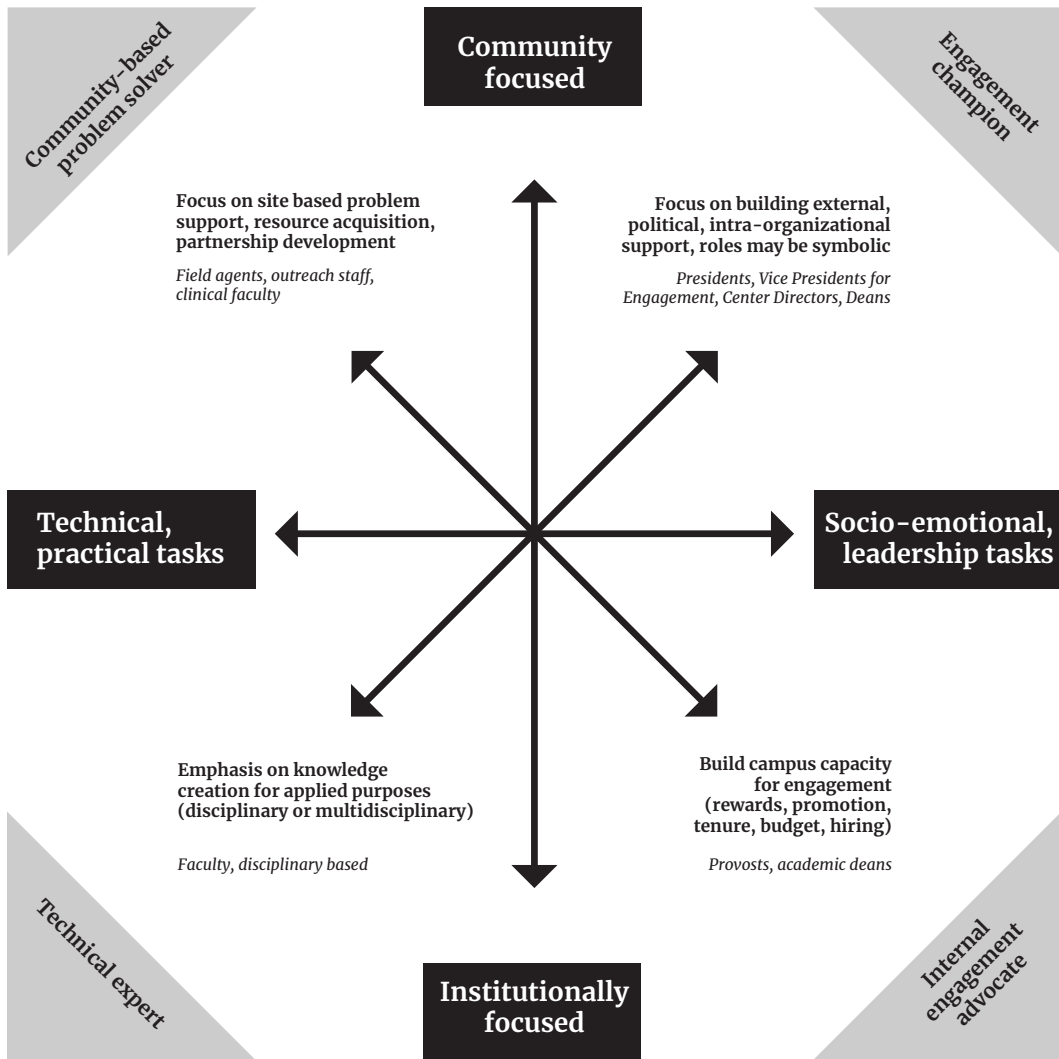 Community-based
problem solver
Community
focused
Engagement
champion
Focus on site based problem
support, resource acquisition,
partnership development
Field agents, outreach staff,
clinical faculty
Focus on building external,
political, intra-organizational
support, roles may be symbolic
Presidents, Vice Presidents for
Engagement, Center Directors, Deans
Technical,
practical tasks
Socio-emotional,
leadership tasks
Emphasis on knowledge
creation for applied purposes
(disciplinary or multidisciplinary)
Faculty, disciplinary based
Build campus capacity
for engagement
(rewards, promotion,
tenure, budget, hiring)
Provosts, academic deans
Technical expert
Institutionally
focused
Internal
engagement
advocate